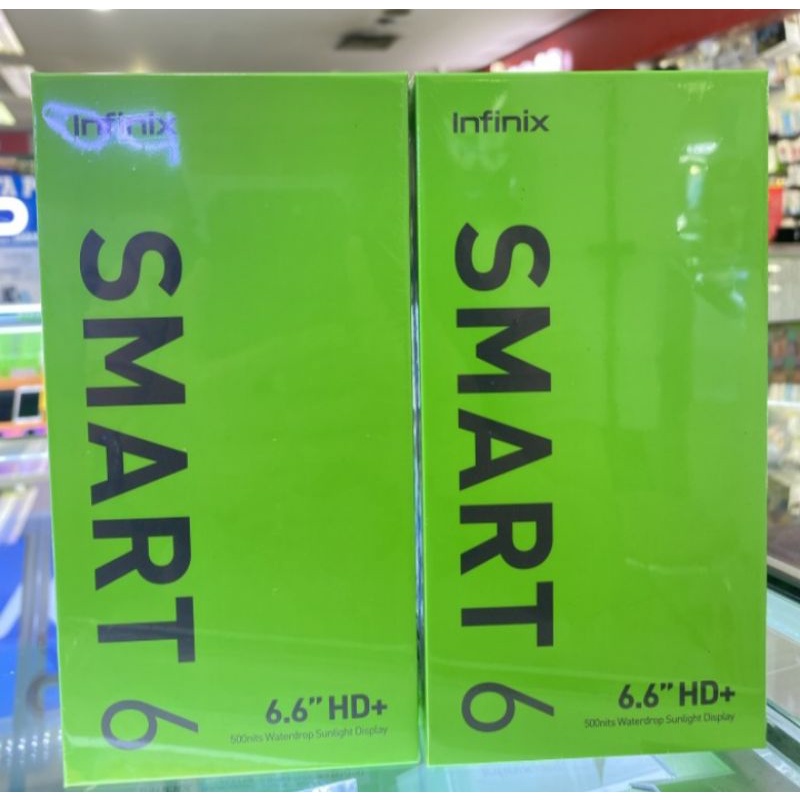 Infinix
SMART 6
6.6” HD+
500nits Waterdrop Sunlight Display
Infinix
SMART 6
6.6” HD+
500nits Waterdrop Sunlight Display